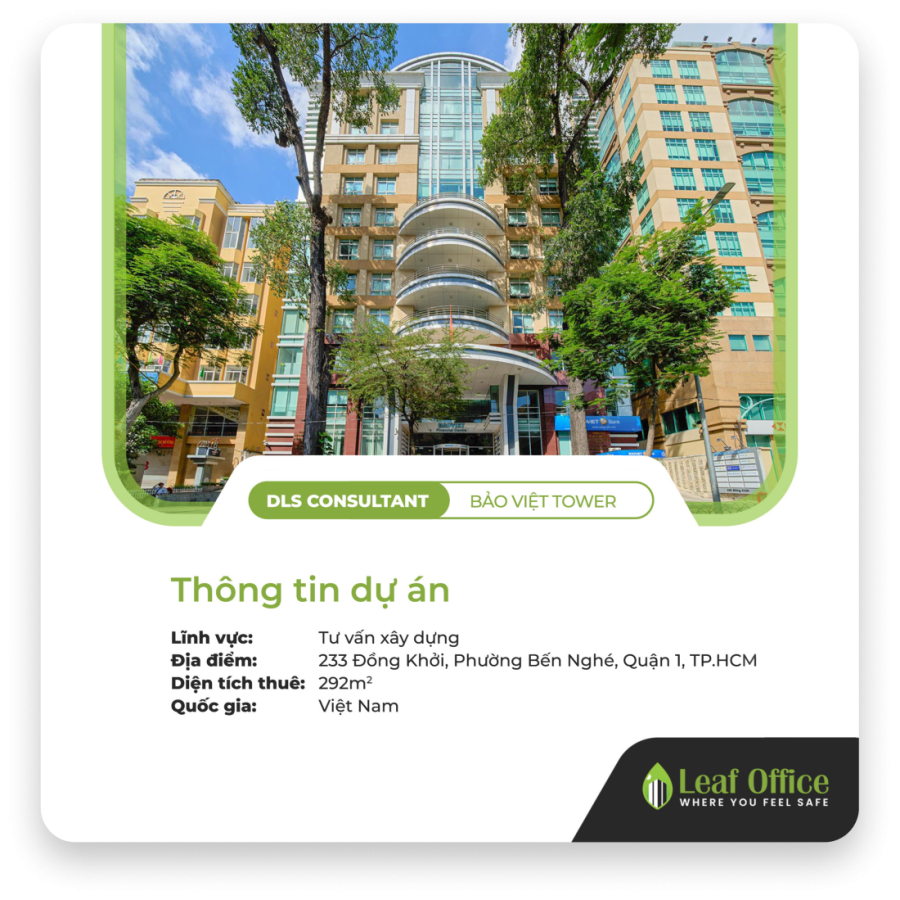 DLS CONSULTANT BẢO VIỆT TOWER
Thông tin dự án
Lĩnh vực: Tư vấn xây dựng
Địa điểm: 233 Đồng Khởi, Phường Bến Nghé, Quận 1, TP.HCM
Diện tích thuê: 292m²
Quốc gia: Việt Nam
Leaf Office
WHERE YOU FEEL SAFE